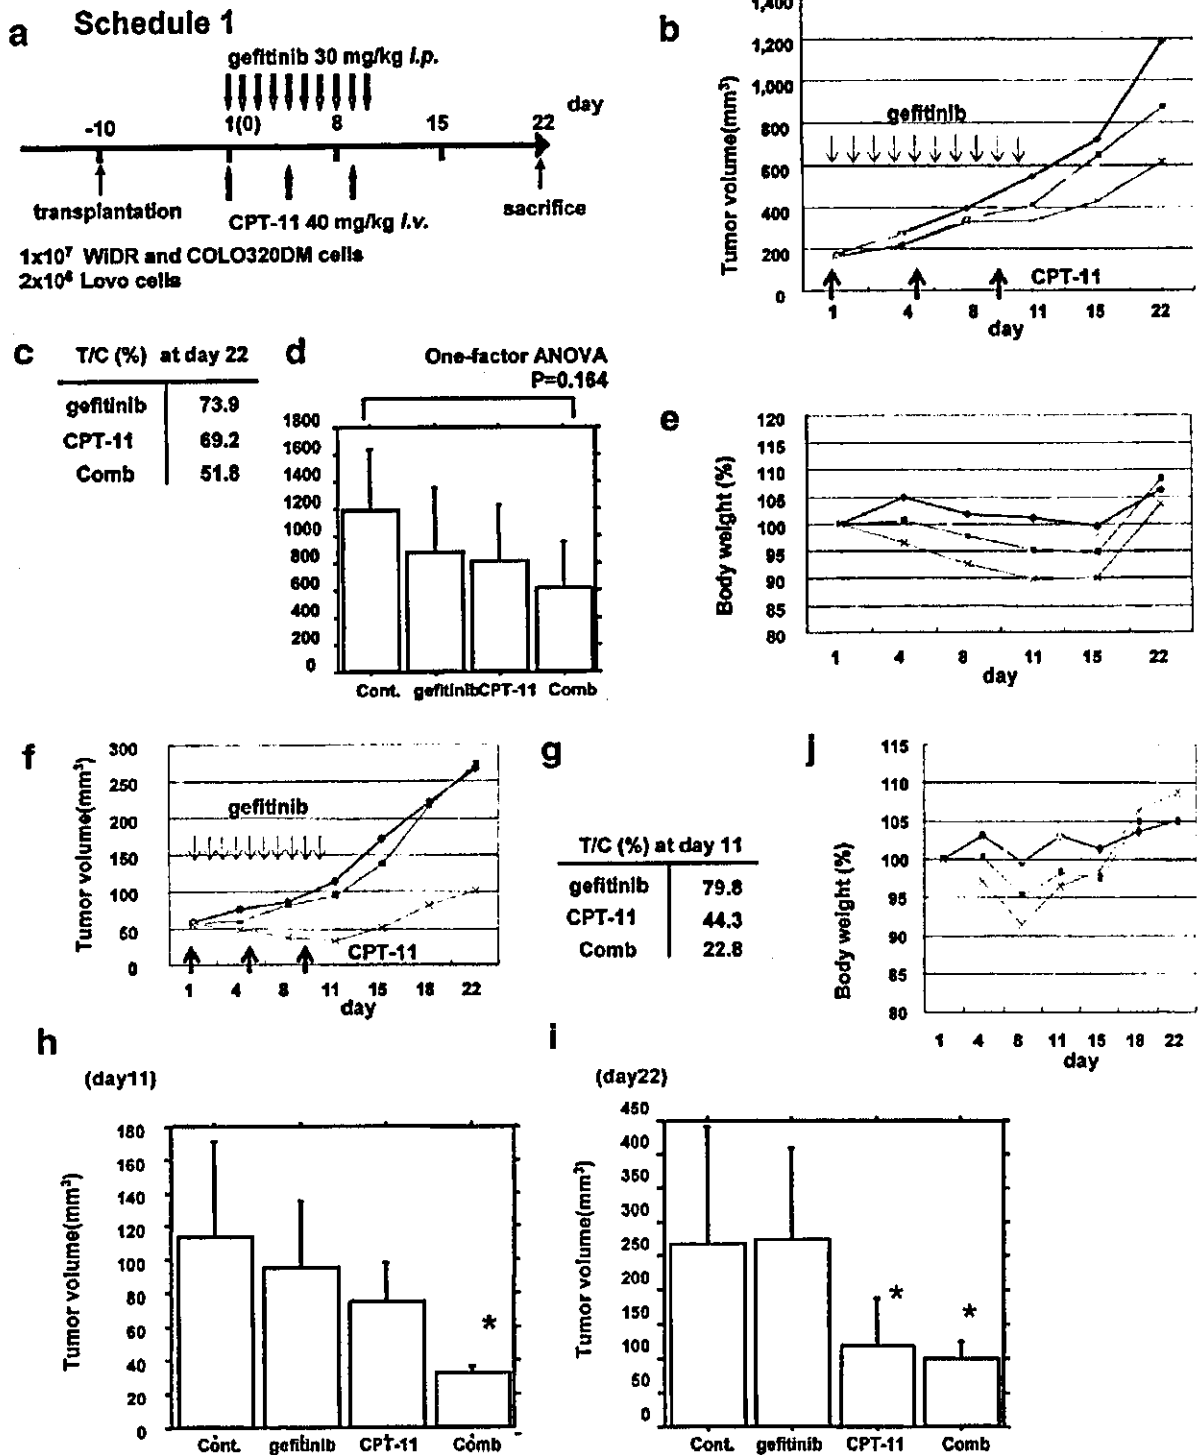 a Schedule 1
gefitinib 30 mg/kg i.p.
day
-10 1(0) 8 15 22
transplantation
sacrifice
CPT-11 40 mg/kg i.v.
1x10⁷ WiDR and COLO320DM cells
2x10⁶ Lovo cells
b
Tumor volume(mm³)
1,400
1,200
1,000
800
600
400
200
0
gefitinib
CPT-11
1 4 8 11 15 22
day
c
T/C (%) at day 22
gefitinib 73.9
CPT-11 69.2
Comb 51.8
d
One-factor ANOVA
P=0.164
1800
1600
1400
1200
1000
800
600
400
200
0
Cont. gefitinib CPT-11 Comb
e
Body weight (%)
120
115
110
105
100
95
90
85
80
1 4 8 11 15 22
day
f
Tumor volume(mm³)
300
250
200
150
100
50
0
gefitinib
CPT-11
1 4 8 11 15 18 22
day
g
T/C (%) at day 11
gefitinib 79.8
CPT-11 44.3
Comb 22.8
j
Body weight (%)
115
110
105
100
95
90
85
80
1 4 8 11 15 18 22
day
h
(day11)
Tumor volume(mm³)
180
160
140
120
100
80
60
40
20
0
*
Cont. gefitinib CPT-11 Comb
i
(day22)
Tumor volume(mm³)
450
400
350
300
250
200
150
100
50
0
* *
Cont. gefitinib CPT-11 Comb